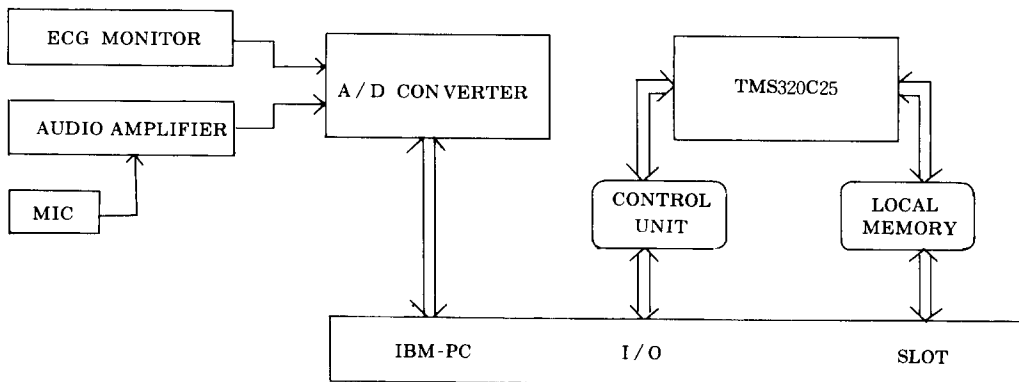 ECG MONITOR
AUDIO AMPLIFIER
MIC
A/D CONVERTER
TMS320C25
CONTROL
UNIT
LOCAL
MEMORY
IBM-PC
I/O
SLOT